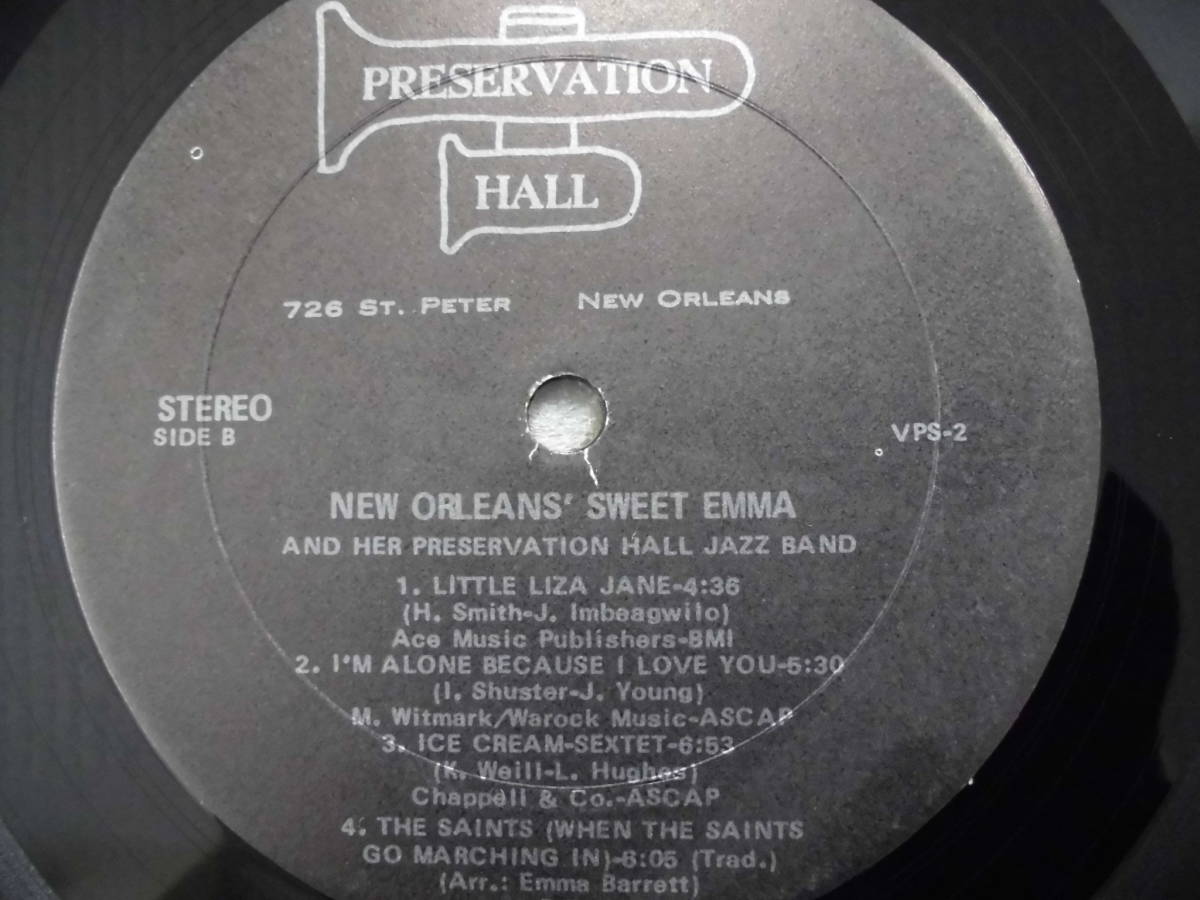 PRESERVATION
HALL
726 ST. PETER NEW ORLEANS
STEREO
SIDE B
VPS-2
NEW ORLEANS' SWEET EMMA
AND HER PRESERVATION HALL JAZZ BAND
1. LITTLE LIZA JANE-4:36
(H. Smith-J. Imbeagwilo)
Ace Music Publishers-BMI
2. I'M ALONE BECAUSE I LOVE YOU-5:30
(I. Shuster-J. Young)
M. Witmark/Warock Music-ASCAP
3. ICE CREAM-SEXTET-6:53
(K. Weill-L. Hughes)
Chappell & Co.-ASCAP
4. THE SAINTS (WHEN THE SAINTS
GO MARCHING IN)-6:05 (Trad.)
(Arr.: Emma Barrett)